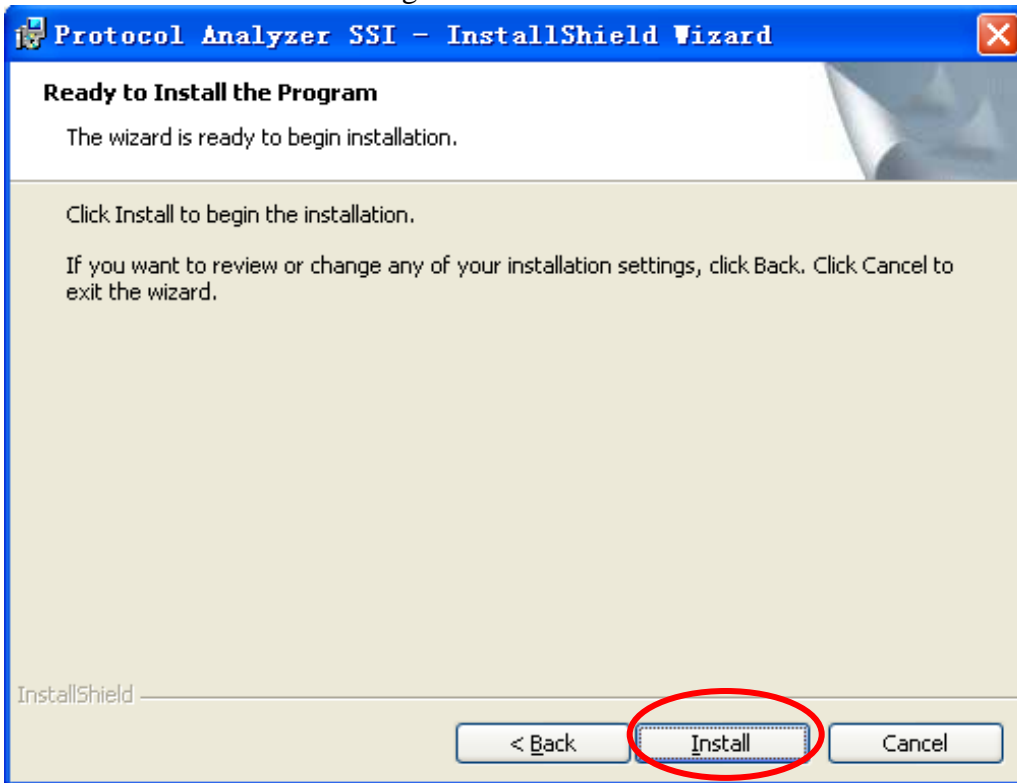 Protocol Analyzer SSI - InstallShield Wizard
Ready to Install the Program
The wizard is ready to begin installation.
Click Install to begin the installation.
If you want to review or change any of your installation settings, click Back. Click Cancel to
exit the wizard.
InstallShield
< Back
Install
Cancel